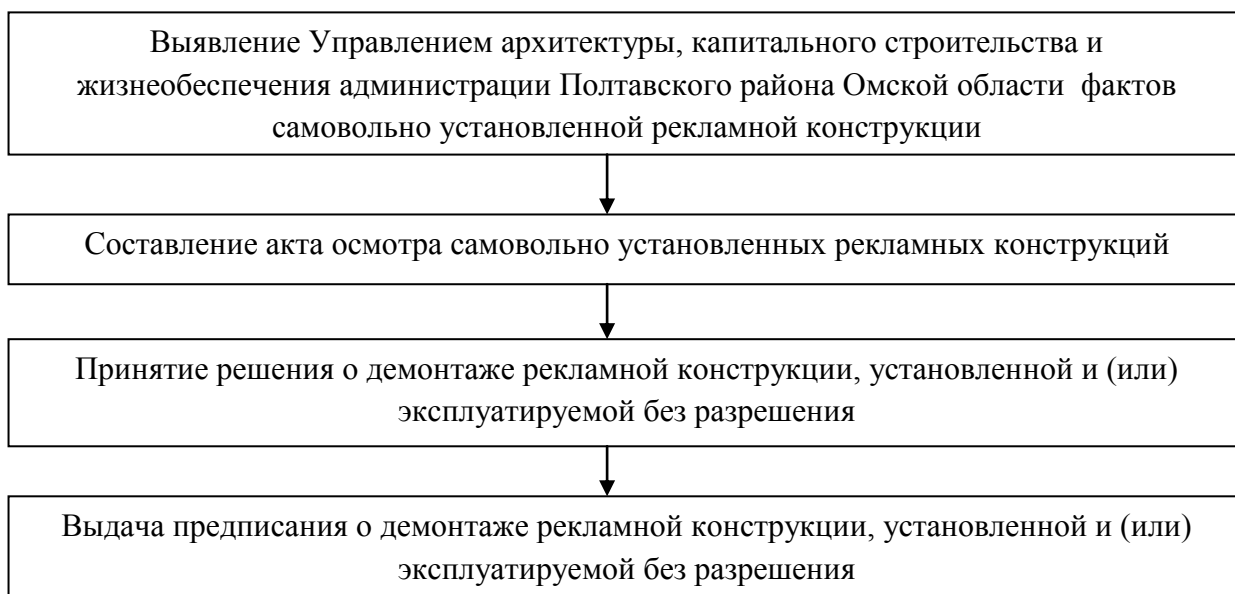 Выявление Управлением архитектуры, капитального строительства и
жизнеобеспечения администрации Полтавского района Омской области  фактов
самовольно установленной рекламной конструкции
Составление акта осмотра самовольно установленных рекламных конструкций
Принятие решения о демонтаже рекламной конструкции, установленной и (или)
эксплуатируемой без разрешения
Выдача предписания о демонтаже рекламной конструкции, установленной и (или)
эксплуатируемой без разрешения